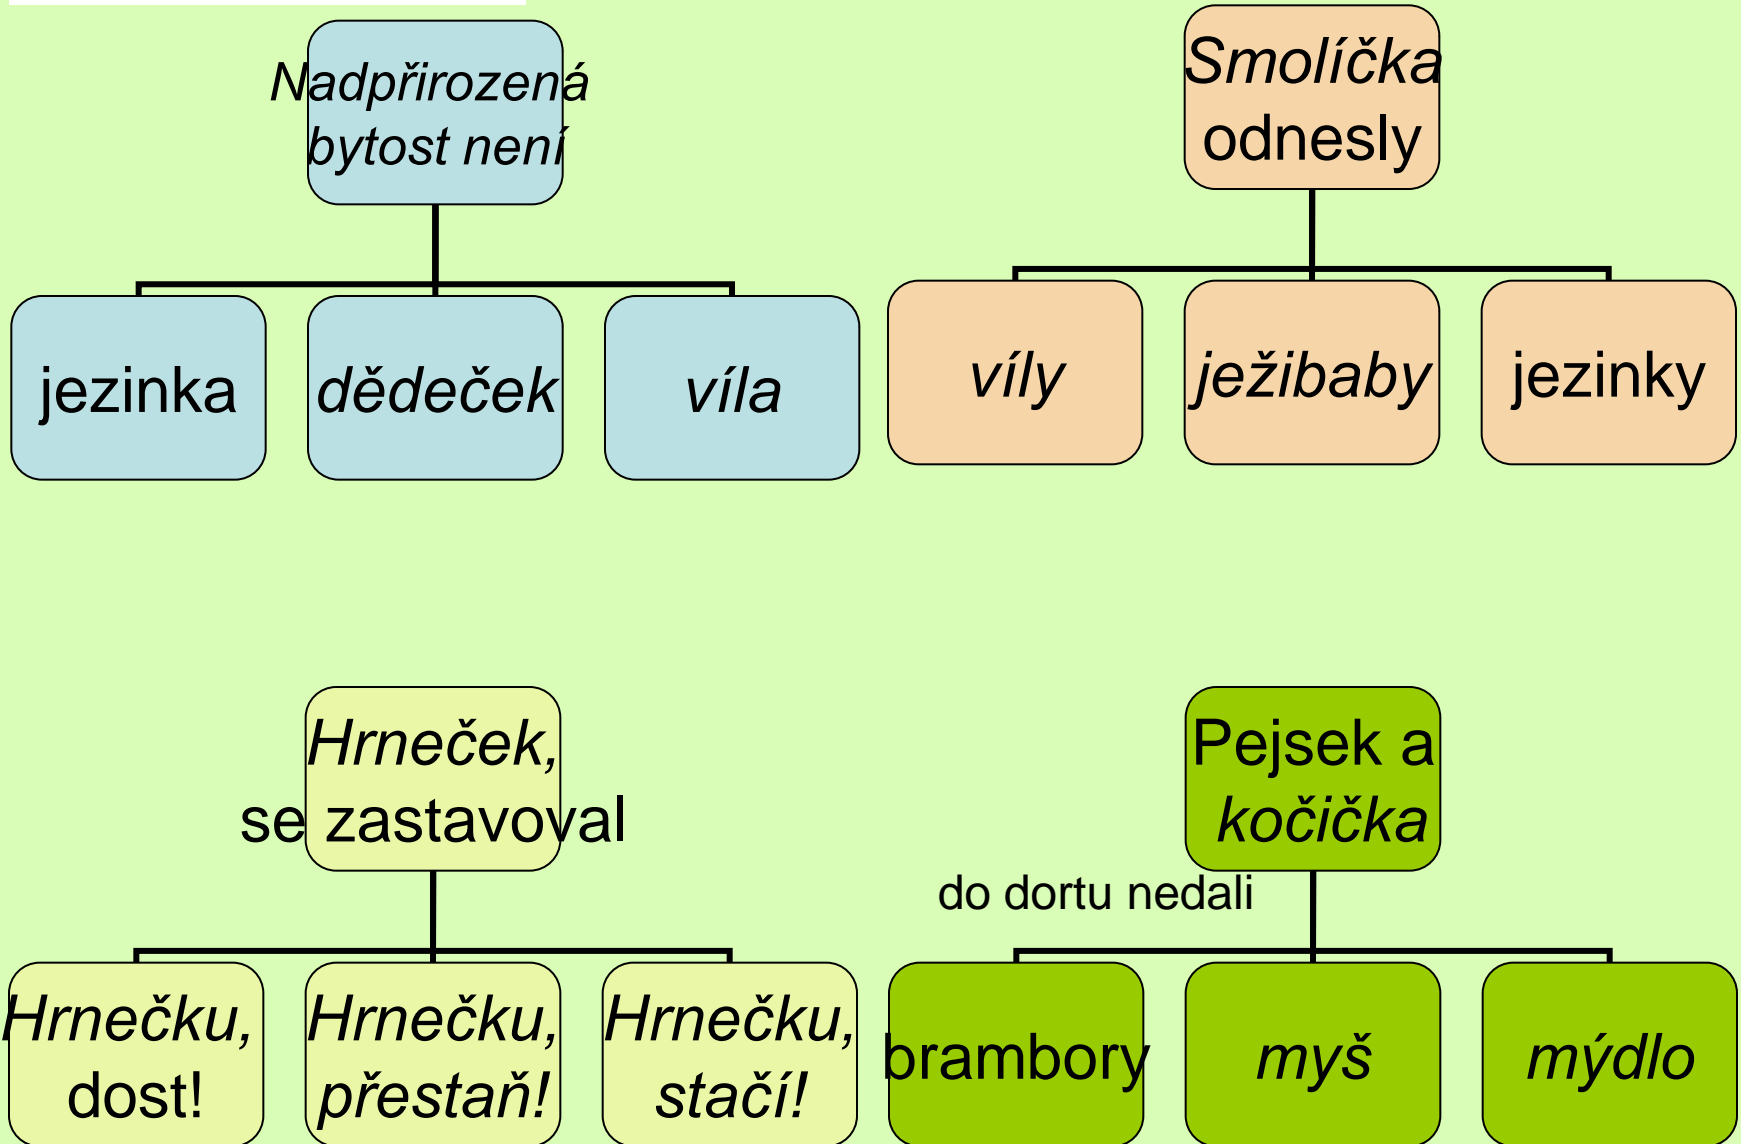 Nadpřirozená
bytost není
jezinka
dědeček
víla
Smolíčka
odnesly
víly
ježibaby
jezinky
Hrneček,
se zastavoval
Hrnečku,
dost!
Hrnečku,
přestaň!
Hrnečku,
stačí!
Pejsek a
kočička
do dortu nedali
brambory
myš
mýdlo